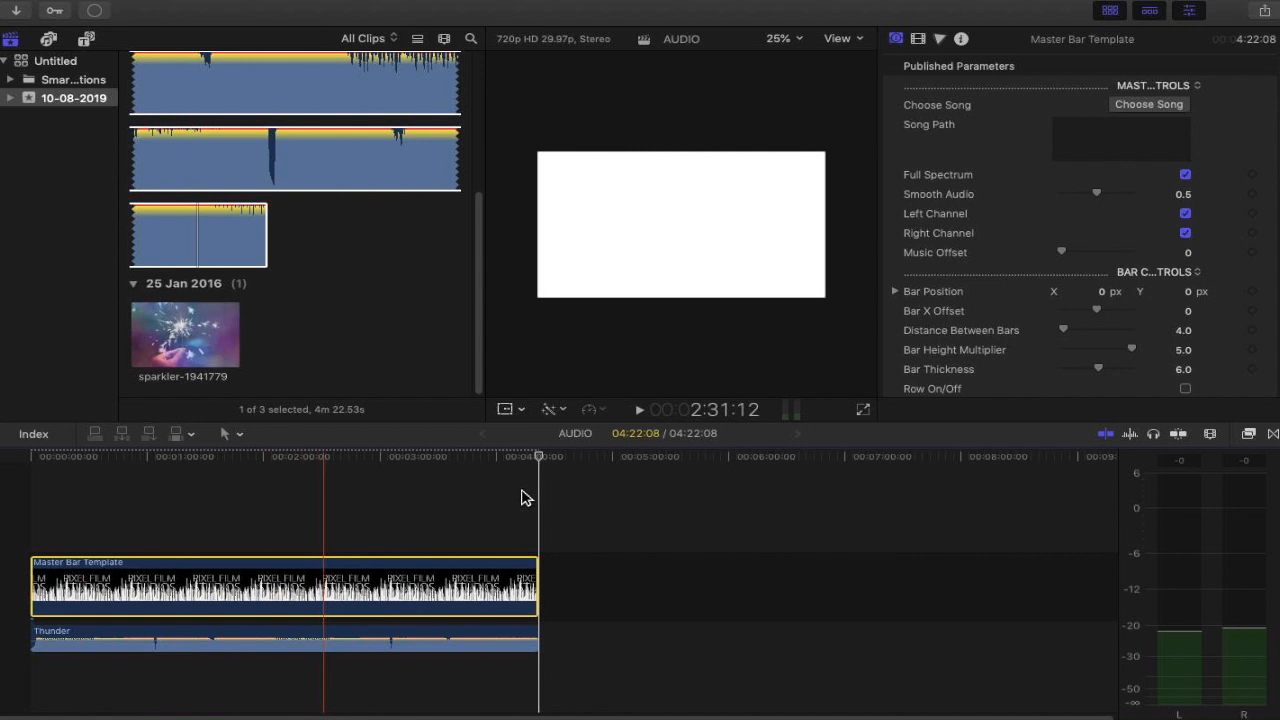 All Clips
720p HD 29.97p, Stereo
AUDIO
25%
View
Master Bar Template
4:22:08
Untitled
Smar...tions
10-08-2019
25 Jan 2016 (1)
sparkler-1941779
1 of 3 selected, 4m 22.53s
2:31:12
Published Parameters
MAST...TROLS
Choose Song
Choose Song
Song Path
Full Spectrum
Smooth Audio 0.5
Left Channel
Right Channel
Music Offset 0
BAR C...TROLS
Bar Position X 0 px Y 0 px
Bar X Offset 0
Distance Between Bars 4.0
Bar Height Multiplier 5.0
Bar Thickness 6.0
Row On/Off
Index
AUDIO
04:22:08 / 04:22:08
00:00:00:00 00:01:00:00 00:02:00:00 00:03:00:00 00:05:00:00 00:06:00:00 00:07:00:00 00:08:00:00
Master Bar Template
PIXEL FILM
STUDIOS
Thunder
-0 -0
6
0
-6
-12
-20
-30
-50
-∞
L R